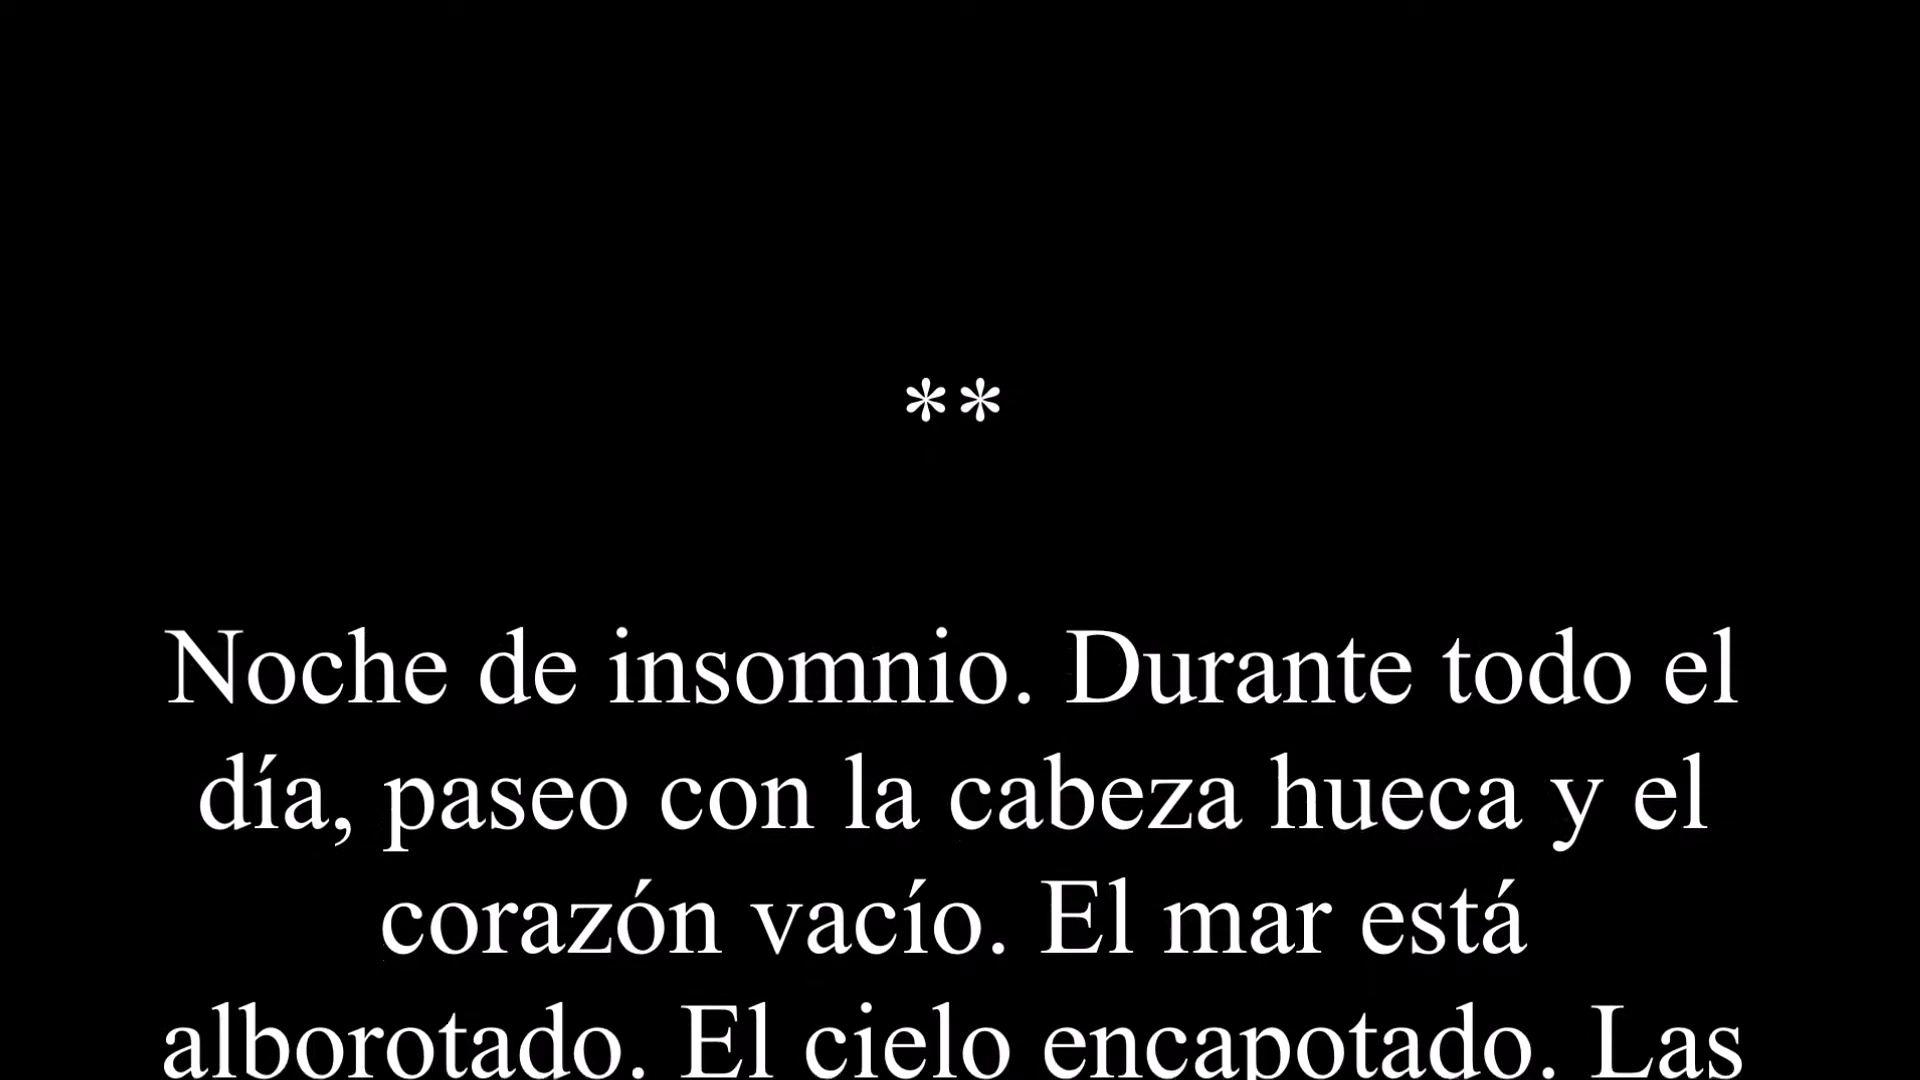 **
Noche de insomnio. Durante todo el
día, paseo con la cabeza hueca y el
corazón vacío. El mar está
alborotado. El cielo encapotado. Las